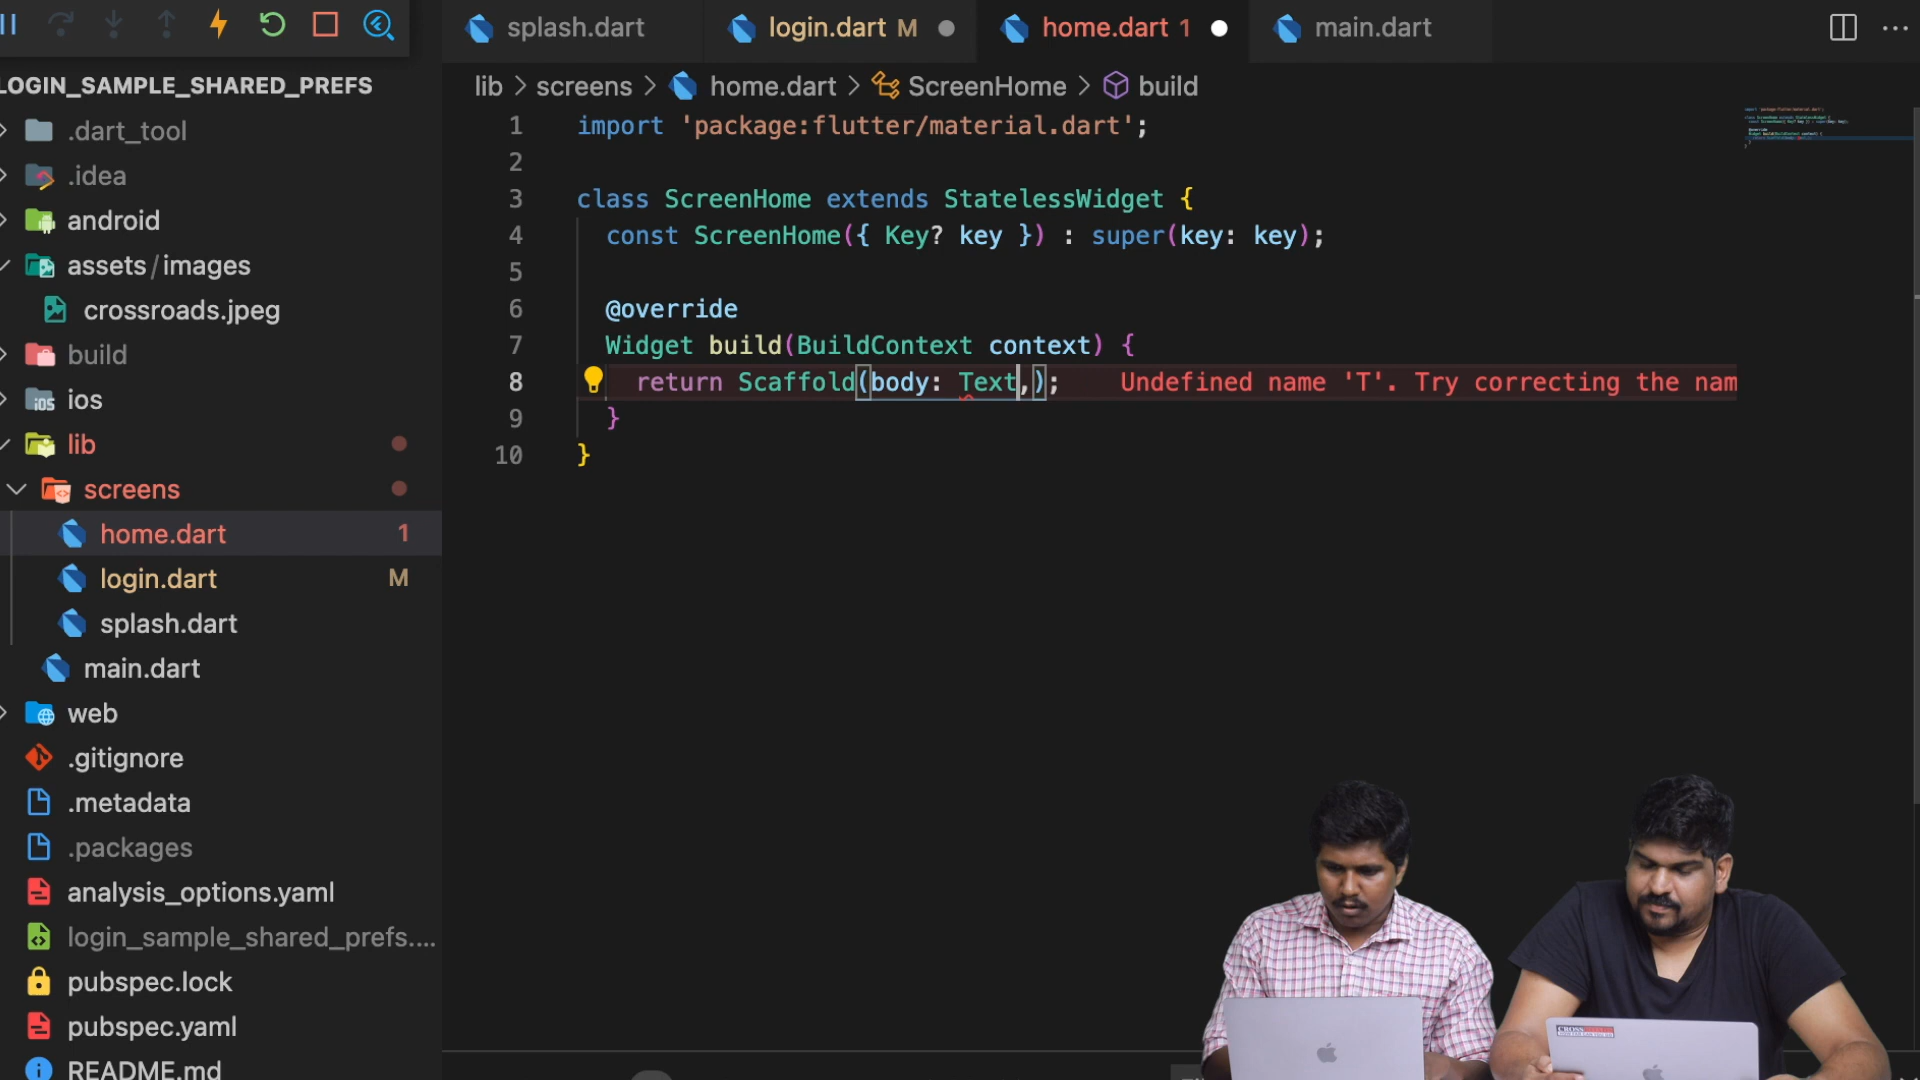 splash.dart
login.dart M
home.dart 1
main.dart
LOGIN_SAMPLE_SHARED_PREFS
.dart_tool
.idea
android
assets/images
crossroads.jpeg
build
ios
lib
screens
home.dart 1
login.dart M
splash.dart
main.dart
web
.gitignore
.metadata
.packages
analysis_options.yaml
login_sample_shared_prefs....
pubspec.lock
pubspec.yaml
README.md
lib > screens > home.dart > ScreenHome > build
1 import 'package:flutter/material.dart';
2
3 class ScreenHome extends StatelessWidget {
4 const ScreenHome({ Key? key }) : super(key: key);
5
6 @override
7 Widget build(BuildContext context) {
8 return Scaffold(body: Text,); Undefined name 'T'. Try correcting the nam
9 }
10 }